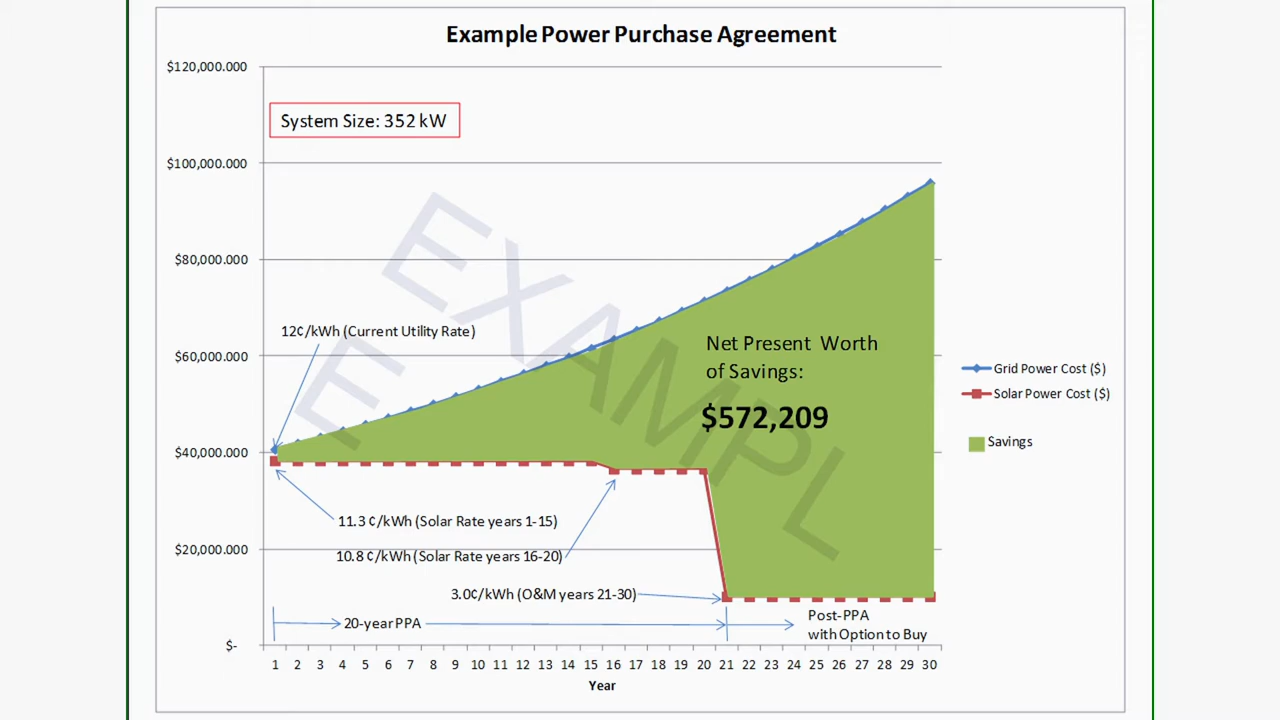 Example Power Purchase Agreement
$120,000.000
System Size: 352 kW
$100,000.000
$80,000.000
12¢/kWh (Current Utility Rate)
$60,000.000
Net Present Worth
of Savings:
$572,209
Grid Power Cost ($)
Solar Power Cost ($)
Savings
$40,000.000
11.3 ¢/kWh (Solar Rate years 1-15)
$20,000.000
10.8 ¢/kWh (Solar Rate years 16-20)
3.0¢/kWh (O&M years 21-30)
20-year PPA
Post-PPA
with Option to Buy
$-
1 2 3 4 5 6 7 8 9 10 11 12 13 14 15 16 17 18 19 20 21 22 23 24 25 26 27 28 29 30
Year
EXAMPL
E